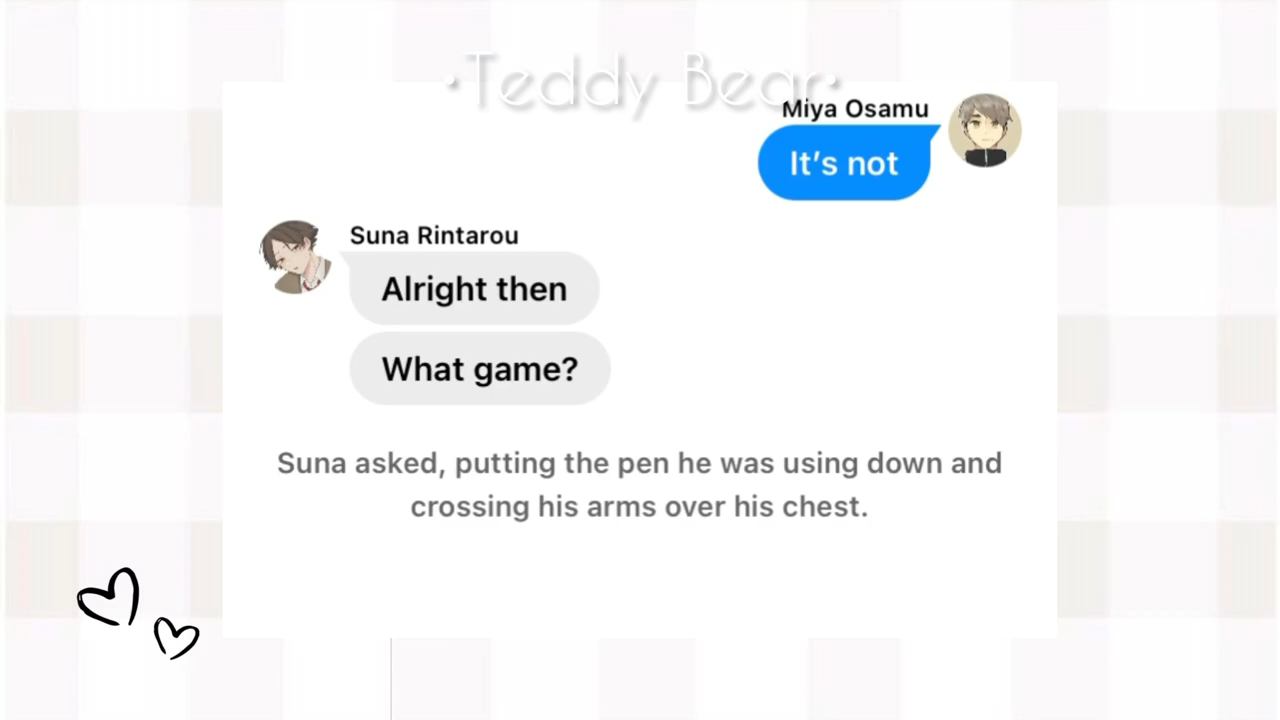 •Teddy Bear•
Miya Osamu
It’s not
Suna Rintarou
Alright then
What game?
Suna asked, putting the pen he was using down and
crossing his arms over his chest.